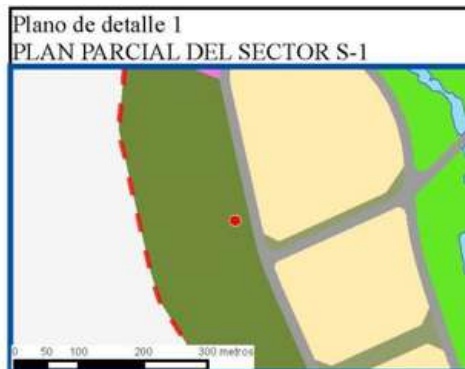 Plano de detalle 1
PLAN PARCIAL DEL SECTOR S-1
0 50 100 200 300 metros